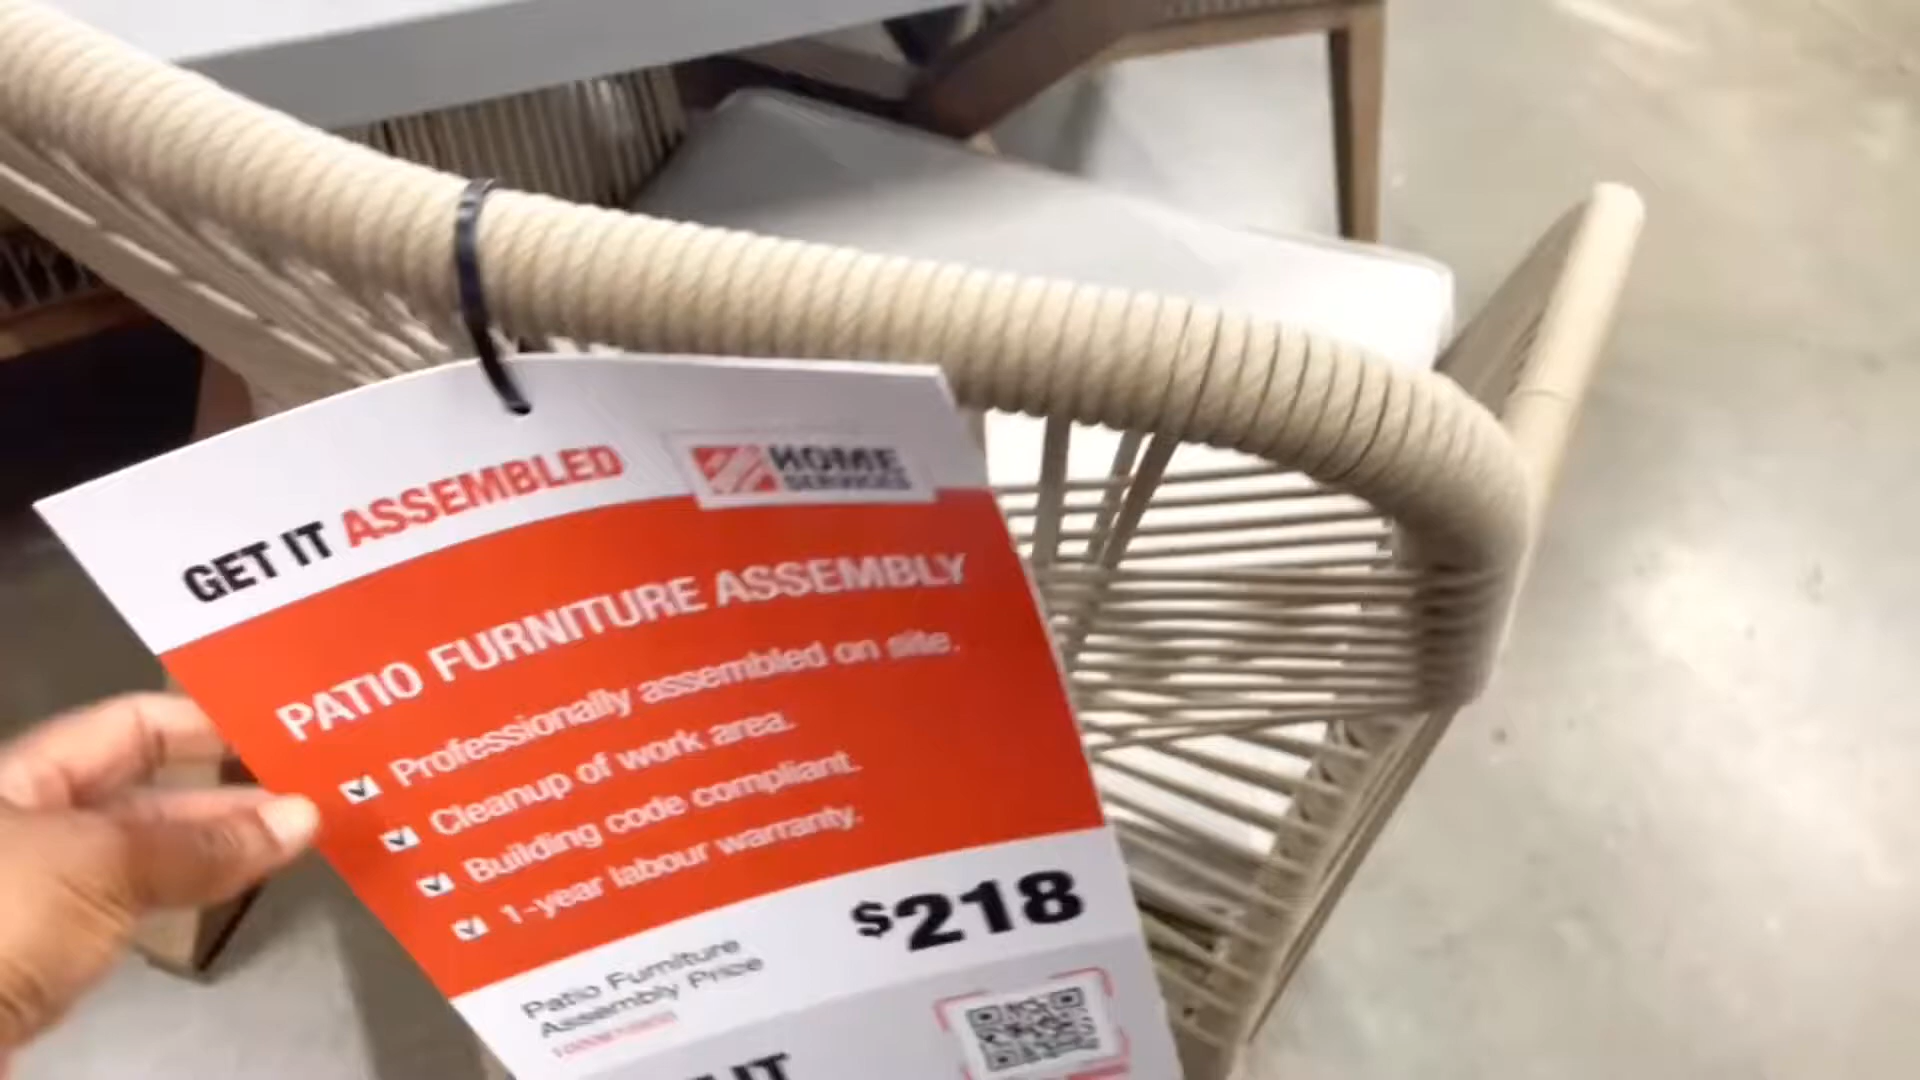 GET IT ASSEMBLED
HOME
SERVICES
PATIO FURNITURE ASSEMBLY
Professionally assembled on site.
Cleanup of work area.
Building code compliant.
1-year labour warranty.
$218
Patio Furniture
Assembly Price